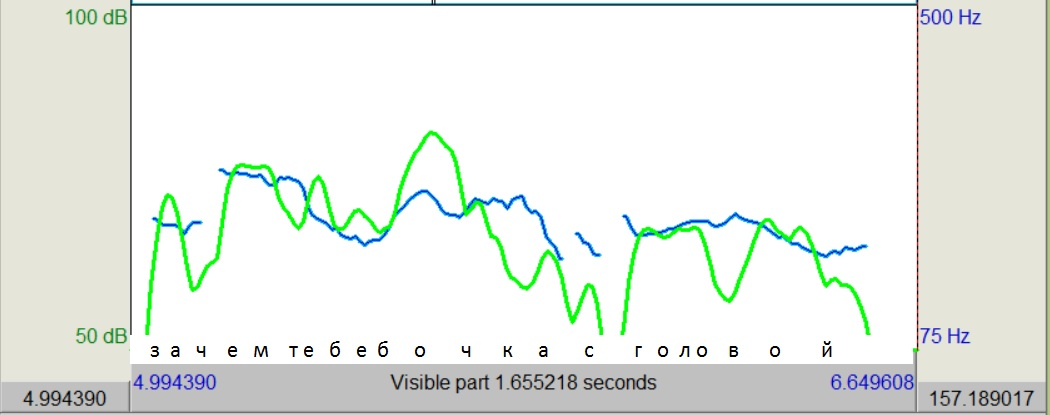 100 dB 500 Hz
50 dB 75 Hz
з а ч е м т е б е б о ч к а с г о л о в о й
4.994390 Visible part 1.655218 seconds 6.649608
4.994390 157.189017